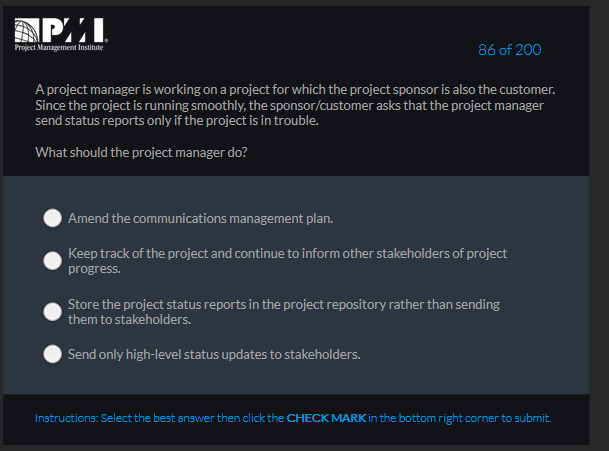 PMI
Project Management Institute
86 of 200
A project manager is working on a project for which the project sponsor is also the customer.
Since the project is running smoothly, the sponsor/customer asks that the project manager
send status reports only if the project is in trouble.
What should the project manager do?
Amend the communications management plan.
Keep track of the project and continue to inform other stakeholders of project
progress.
Store the project status reports in the project repository rather than sending
them to stakeholders.
Send only high-level status updates to stakeholders.
Instructions: Select the best answer then click the CHECK MARK in the bottom right corner to submit.